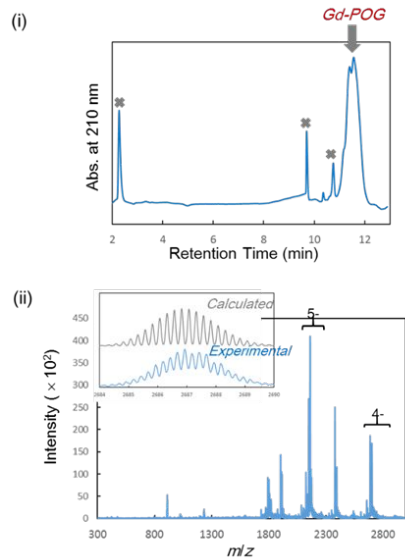 (i)
Gd-POG
Abs. at 210 nm
2 4 6 8 10 12
Retention Time (min)
(ii)
Calculated
Experimental
2684 2685 2686 2687 2688 2689 2690
5-
4-
450
400
350
300
250
200
150
100
50
0
Intensity ( × 10²)
300 800 1300 1800 2300 2800
m/z